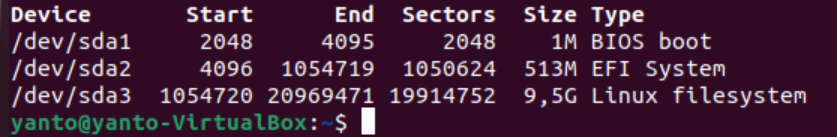 Device Start End Sectors Size Type
/dev/sda1 2048 4095 2048 1M BIOS boot
/dev/sda2 4096 1054719 1050624 513M EFI System
/dev/sda3 1054720 20969471 19914752 9,5G Linux filesystem
yanto@yanto-VirtualBox:~$